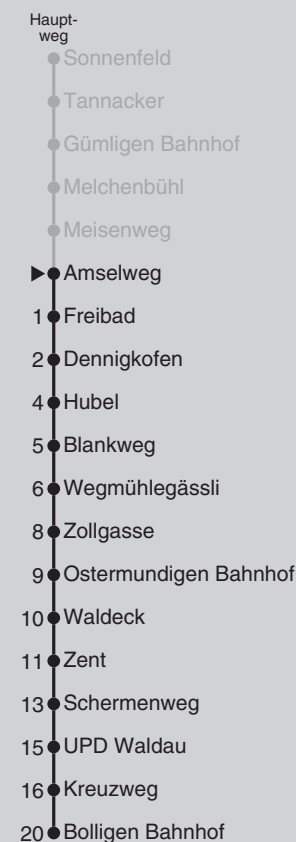 Haupt-
weg
Sonnenfeld
Tannacker
Gümligen Bahnhof
Melchenbühl
Meisenweg
Amselweg
1 Freibad
2 Dennigkofen
4 Hubel
5 Blankweg
6 Wegmühlegässli
8 Zollgasse
9 Ostermundigen Bahnhof
10 Waldeck
11 Zent
13 Schermenweg
15 UPD Waldau
16 Kreuzweg
20 Bolligen Bahnhof